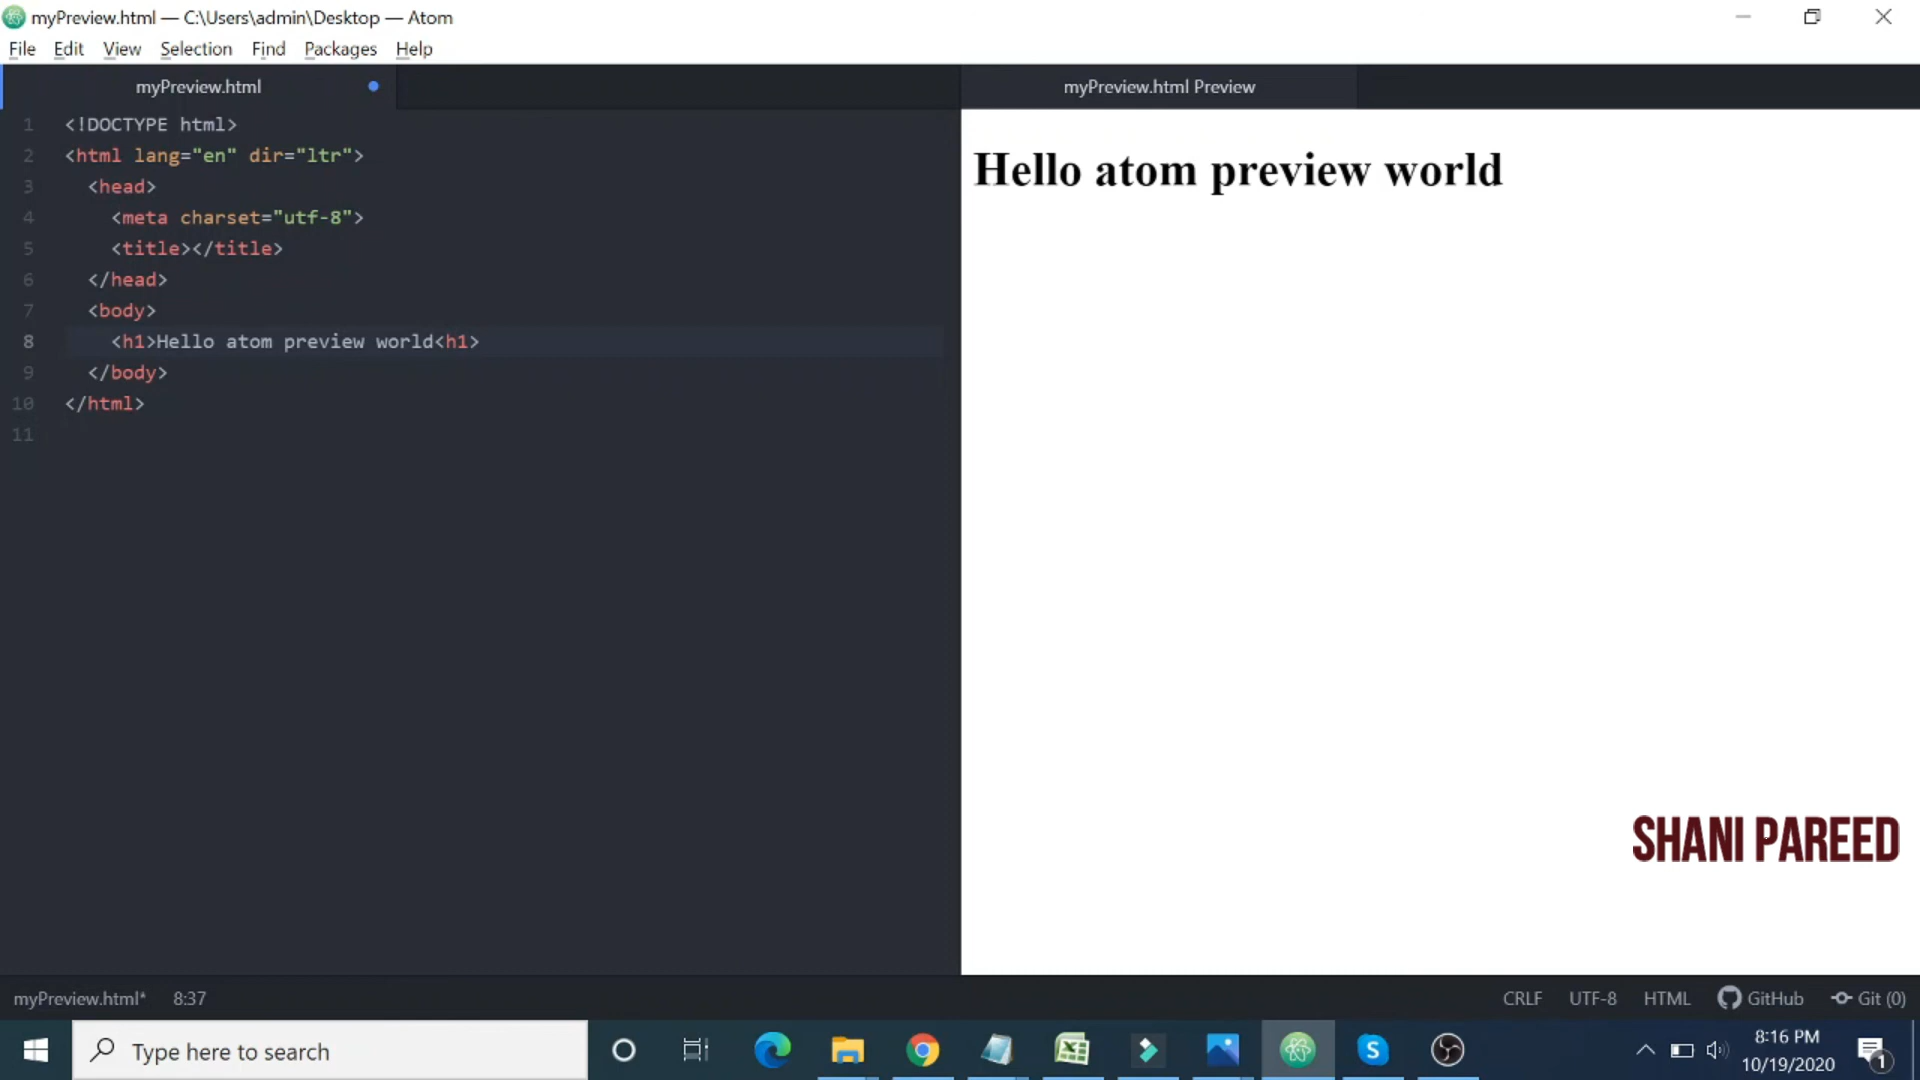 myPreview.html — C:\Users\admin\Desktop — Atom
File Edit View Selection Find Packages Help
myPreview.html
myPreview.html Preview
1 <!DOCTYPE html>
2 <html lang="en" dir="ltr">
3 <head>
4 <meta charset="utf-8">
5 <title></title>
6 </head>
7 <body>
8 <h1>Hello atom preview world<h1>
9 </body>
10 </html>
11
Hello atom preview world
SHANI PAREED
myPreview.html* 8:37 CRLF UTF-8 HTML GitHub Git (0)
Type here to search
S
8:16 PM
10/19/2020
1